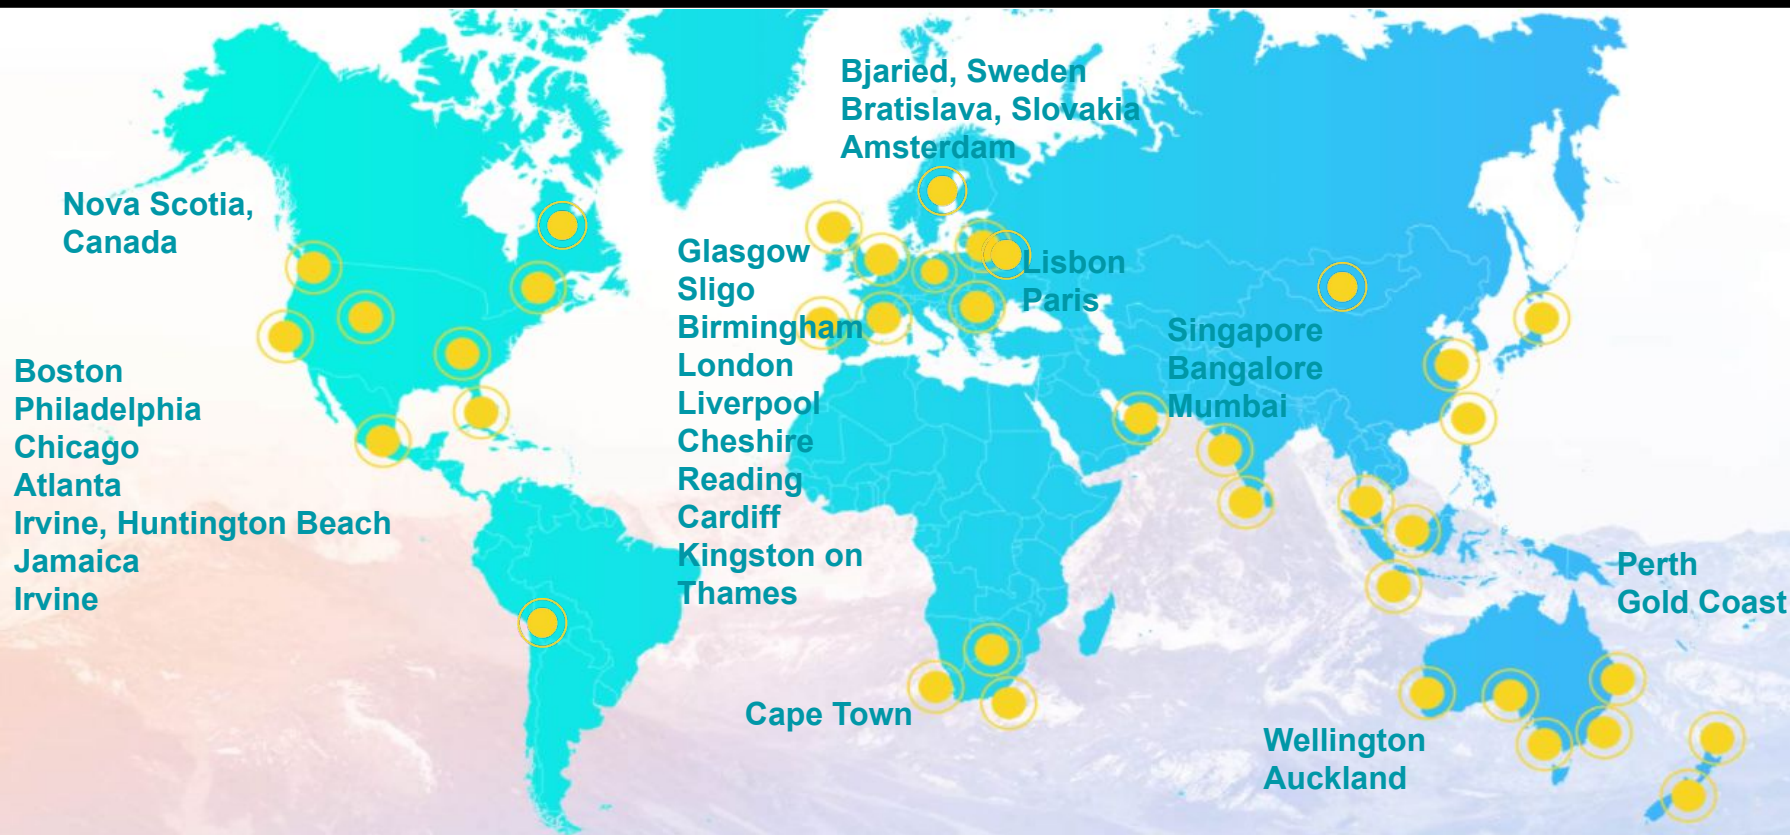 Bjaried, Sweden
Bratislava, Slovakia
Amsterdam
Nova Scotia,
Canada
Glasgow
Sligo
Birmingham
London
Liverpool
Cheshire
Reading
Cardiff
Kingston on
Thames
Lisbon
Paris
Singapore
Bangalore
Mumbai
Boston
Philadelphia
Chicago
Atlanta
Irvine, Huntington Beach
Jamaica
Irvine
Perth
Gold Coast
Cape Town
Wellington
Auckland